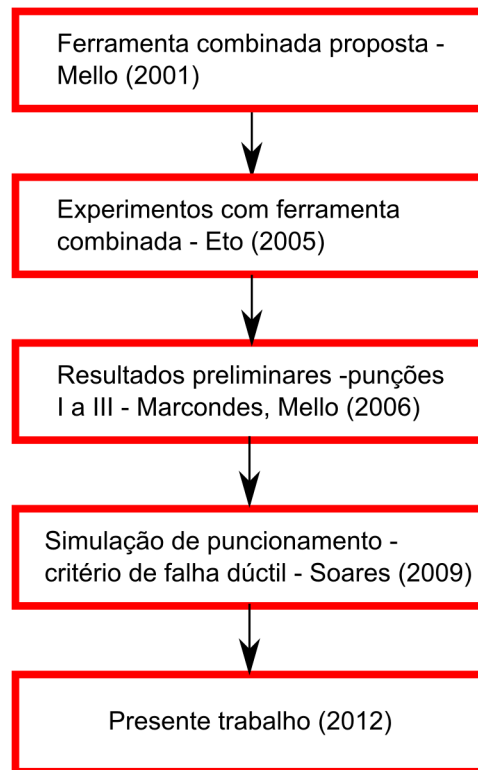 Ferramenta combinada proposta -
Mello (2001)
Experimentos com ferramenta
combinada - Eto (2005)
Resultados preliminares -punções
I a III - Marcondes, Mello (2006)
Simulação de puncionamento -
critério de falha dúctil - Soares (2009)
Presente trabalho (2012)